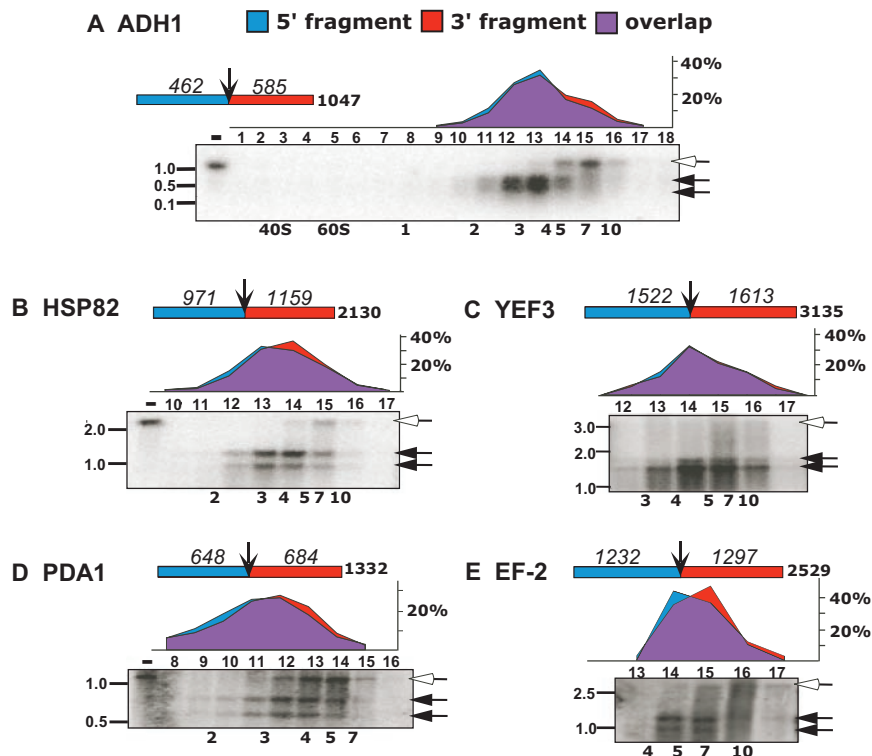 A ADH1 5' fragment 3' fragment overlap
40%
20%
462 585 1047
- 1 2 3 4 5 6 7 8 9 10 11 12 13 14 15 16 17 18
1.0
0.5
0.1
40S 60S 1 2 3 4 5 7 10
B HSP82
971 1159 2130
40%
20%
- 10 11 12 13 14 15 16 17
2.0
1.0
2 3 4 5 7 10
C YEF3
1522 1613 3135
40%
20%
12 13 14 15 16 17
3.0
2.0
1.0
3 4 5 7 10
D PDA1
648 684 1332
20%
- 8 9 10 11 12 13 14 15 16
1.0
0.5
2 3 4 5 7
E EF-2
1232 1297 2529
40%
20%
13 14 15 16 17
2.5
1.0
4 5 7 10